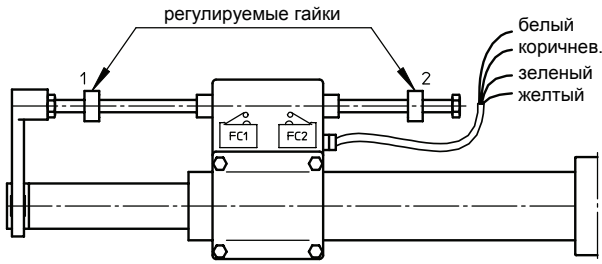 регулируемые гайки
белый
коричнев.
зеленый
желтый
1
2
FC1
FC2